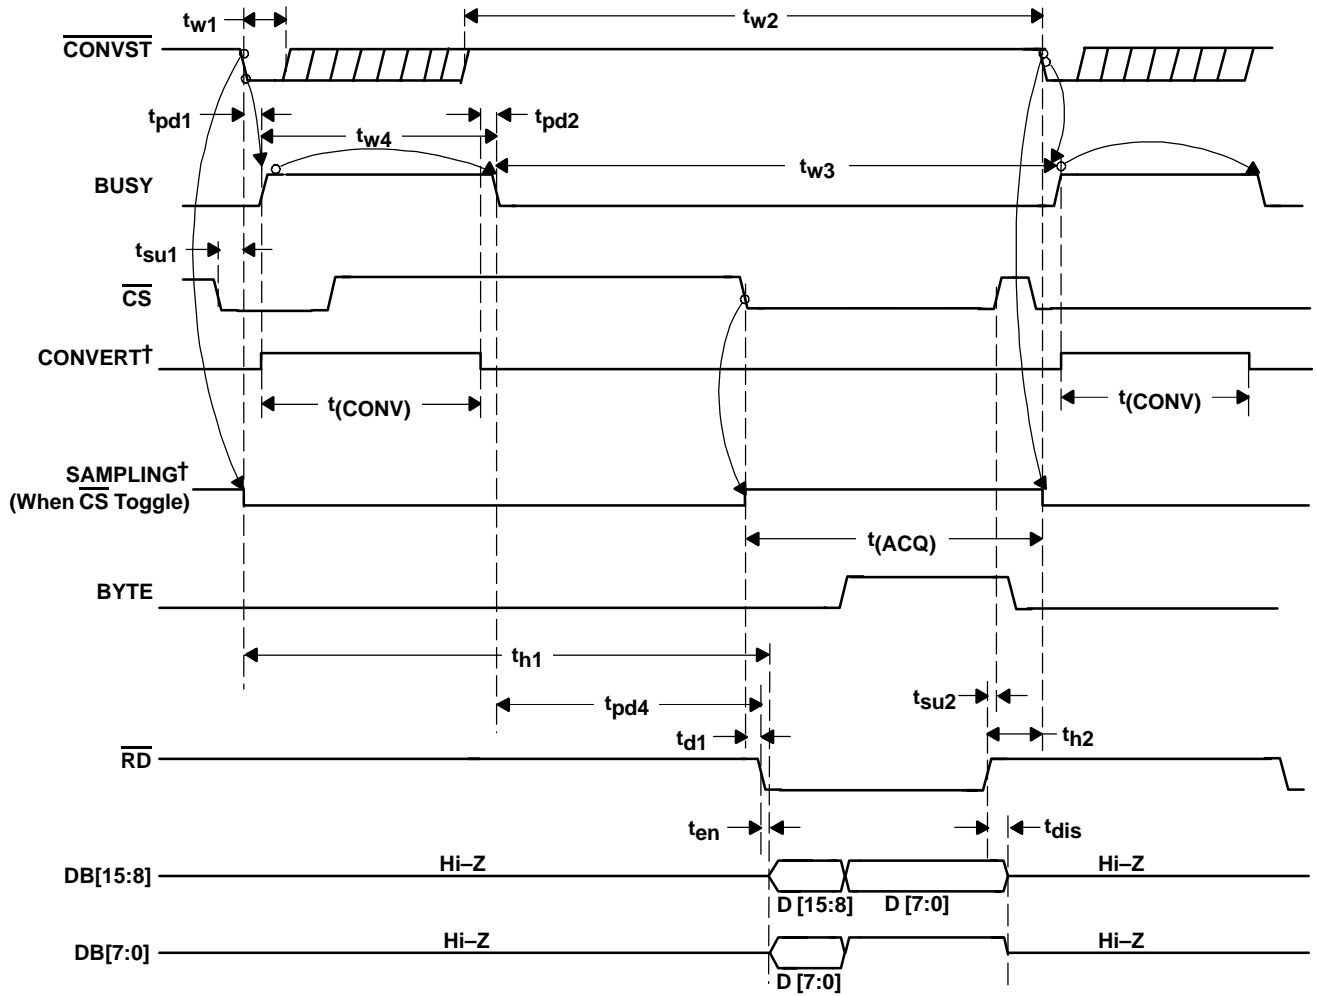 tw1
tw2
CONVST
tpd1
tpd2
tw4
tw3
BUSY
tsu1
CS
CONVERT†
t(CONV)
t(CONV)
SAMPLING†
(When CS Toggle)
t(ACQ)
BYTE
th1
tpd4
tsu2
td1
th2
RD
ten
tdis
Hi–Z
Hi–Z
DB[15:8]
D [15:8]
D [7:0]
Hi–Z
Hi–Z
DB[7:0]
D [7:0]